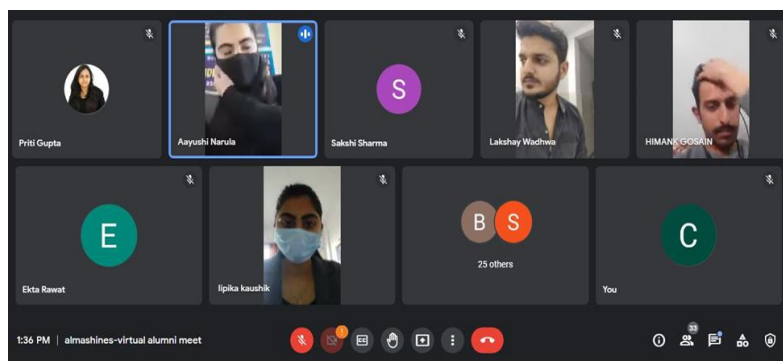 Priti Gupta
Aayushi Narula
S
Sakshi Sharma
Lakshay Wadhwa
HIMANK GOSAIN
E
Ekta Rawat
lipika kaushik
B S
25 others
C
You
1:36 PM | almashines-virtual alumni meet
!
CC
33